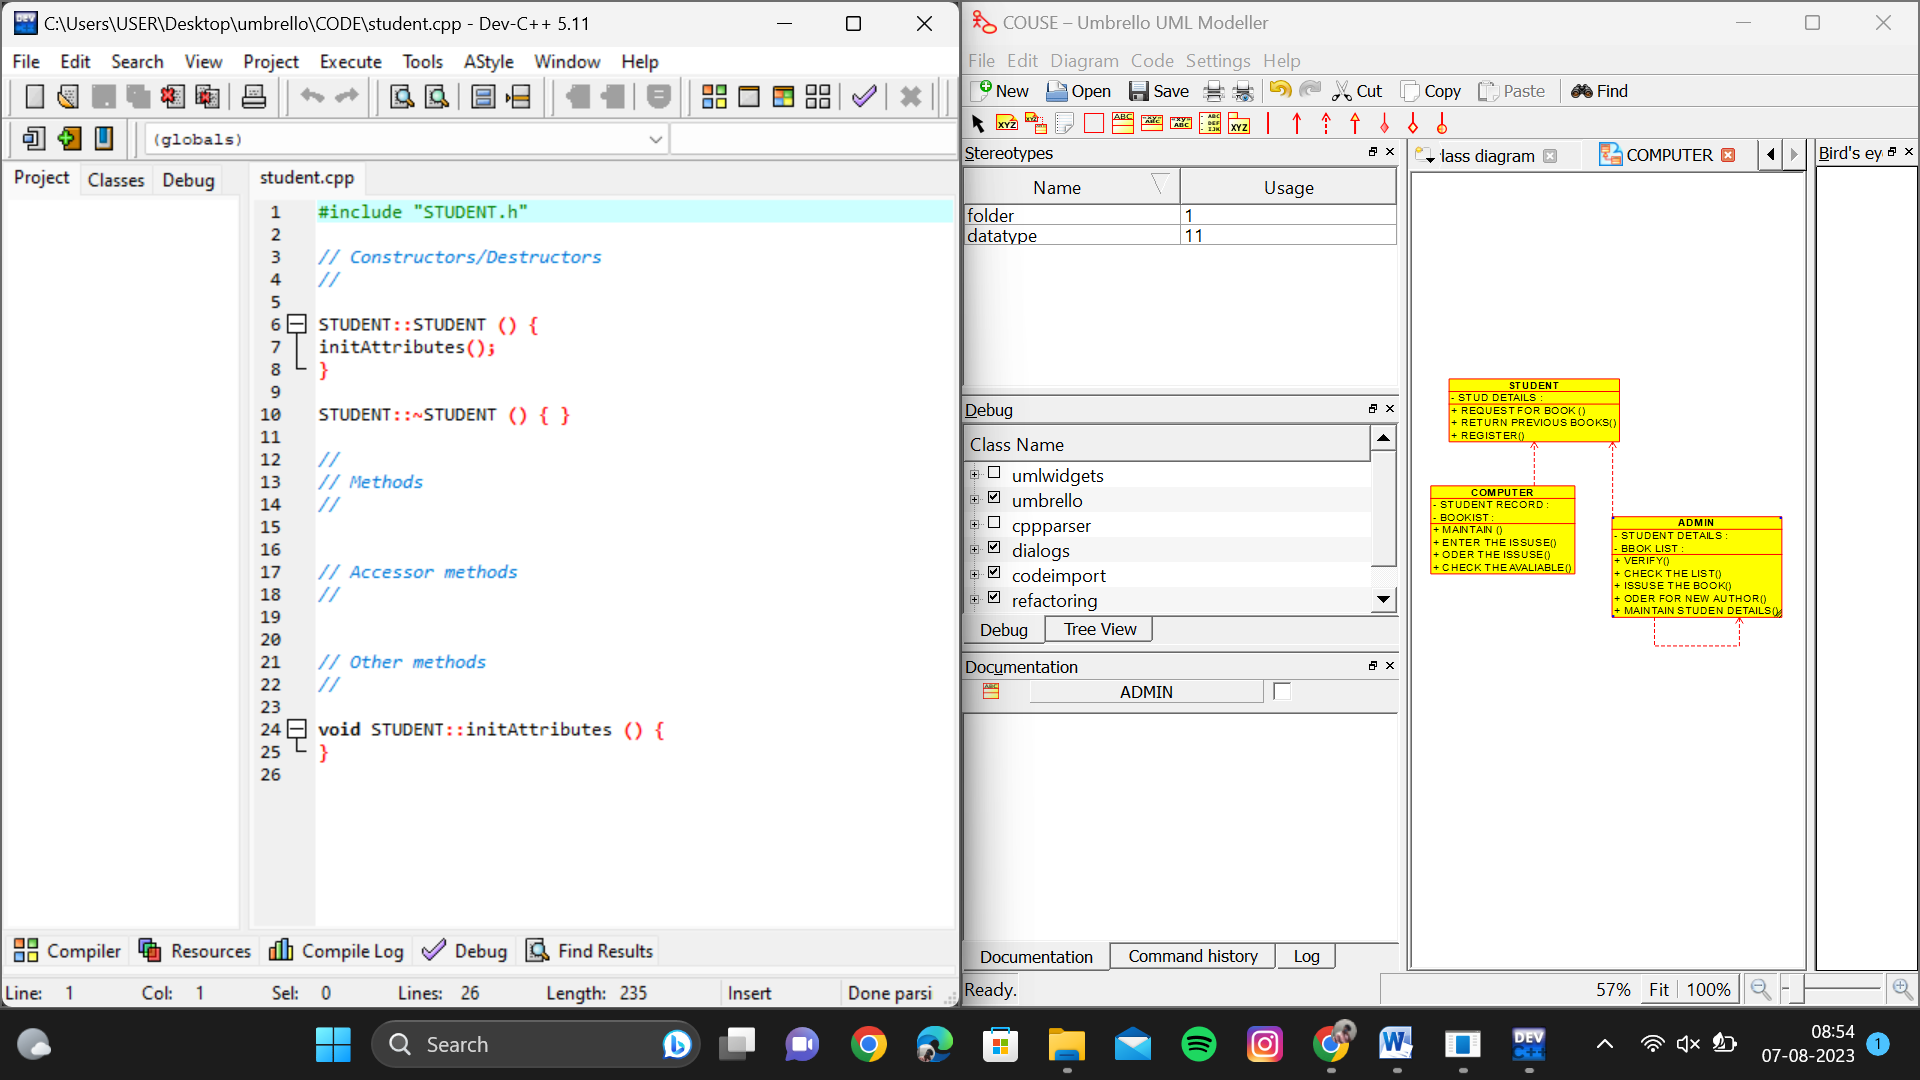 C:\Users\USER\Desktop\umbrello\CODE\student.cpp - Dev-C++ 5.11
File Edit Search View Project Execute Tools AStyle Window Help
(globals)
Project Classes Debug
student.cpp
1 #include "STUDENT.h"
2
3 // Constructors/Destructors
4 //
5
6 STUDENT::STUDENT () {
7 initAttributes();
8 }
9
10 STUDENT::~STUDENT () { }
11
12 //
13 // Methods
14 //
15
16
17 // Accessor methods
18 //
19
20
21 // Other methods
22 //
23
24 void STUDENT::initAttributes () {
25 }
26
Compiler Resources Compile Log Debug Find Results
Line: 1 Col: 1 Sel: 0 Lines: 26 Length: 235 Insert Done parsi
COUSE – Umbrello UML Modeller
File Edit Diagram Code Settings Help
New Open Save Cut Copy Paste Find
Stereotypes
Name Usage
folder 1
datatype 11
Debug
Class Name
umlwidgets
umbrello
cppparser
dialogs
codeimport
refactoring
Debug Tree View
Documentation
ADMIN
Documentation Command history Log
Ready.
lass diagram COMPUTER
Bird's ey
STUDENT
- STUD DETAILS :
+ REQUEST FOR BOOK ()
+ RETURN PREVIOUS BOOKS()
+ REGISTER()
COMPUTER
- STUDENT RECORD :
- BOOKIST :
+ MAINTAIN ()
+ ENTER THE ISSUSE()
+ ODER THE ISSUSE()
+ CHECK THE AVALIABLE()
ADMIN
- STUDENT DETAILS :
- BBOK LIST :
+ VERIFY()
+ CHECK THE LIST()
+ ISSUSE THE BOOK()
+ ODER FOR NEW AUTHOR()
+ MAINTAIN STUDEN DETAILS()
57% Fit 100%
Search
DEV C++
08:54
07-08-2023
1